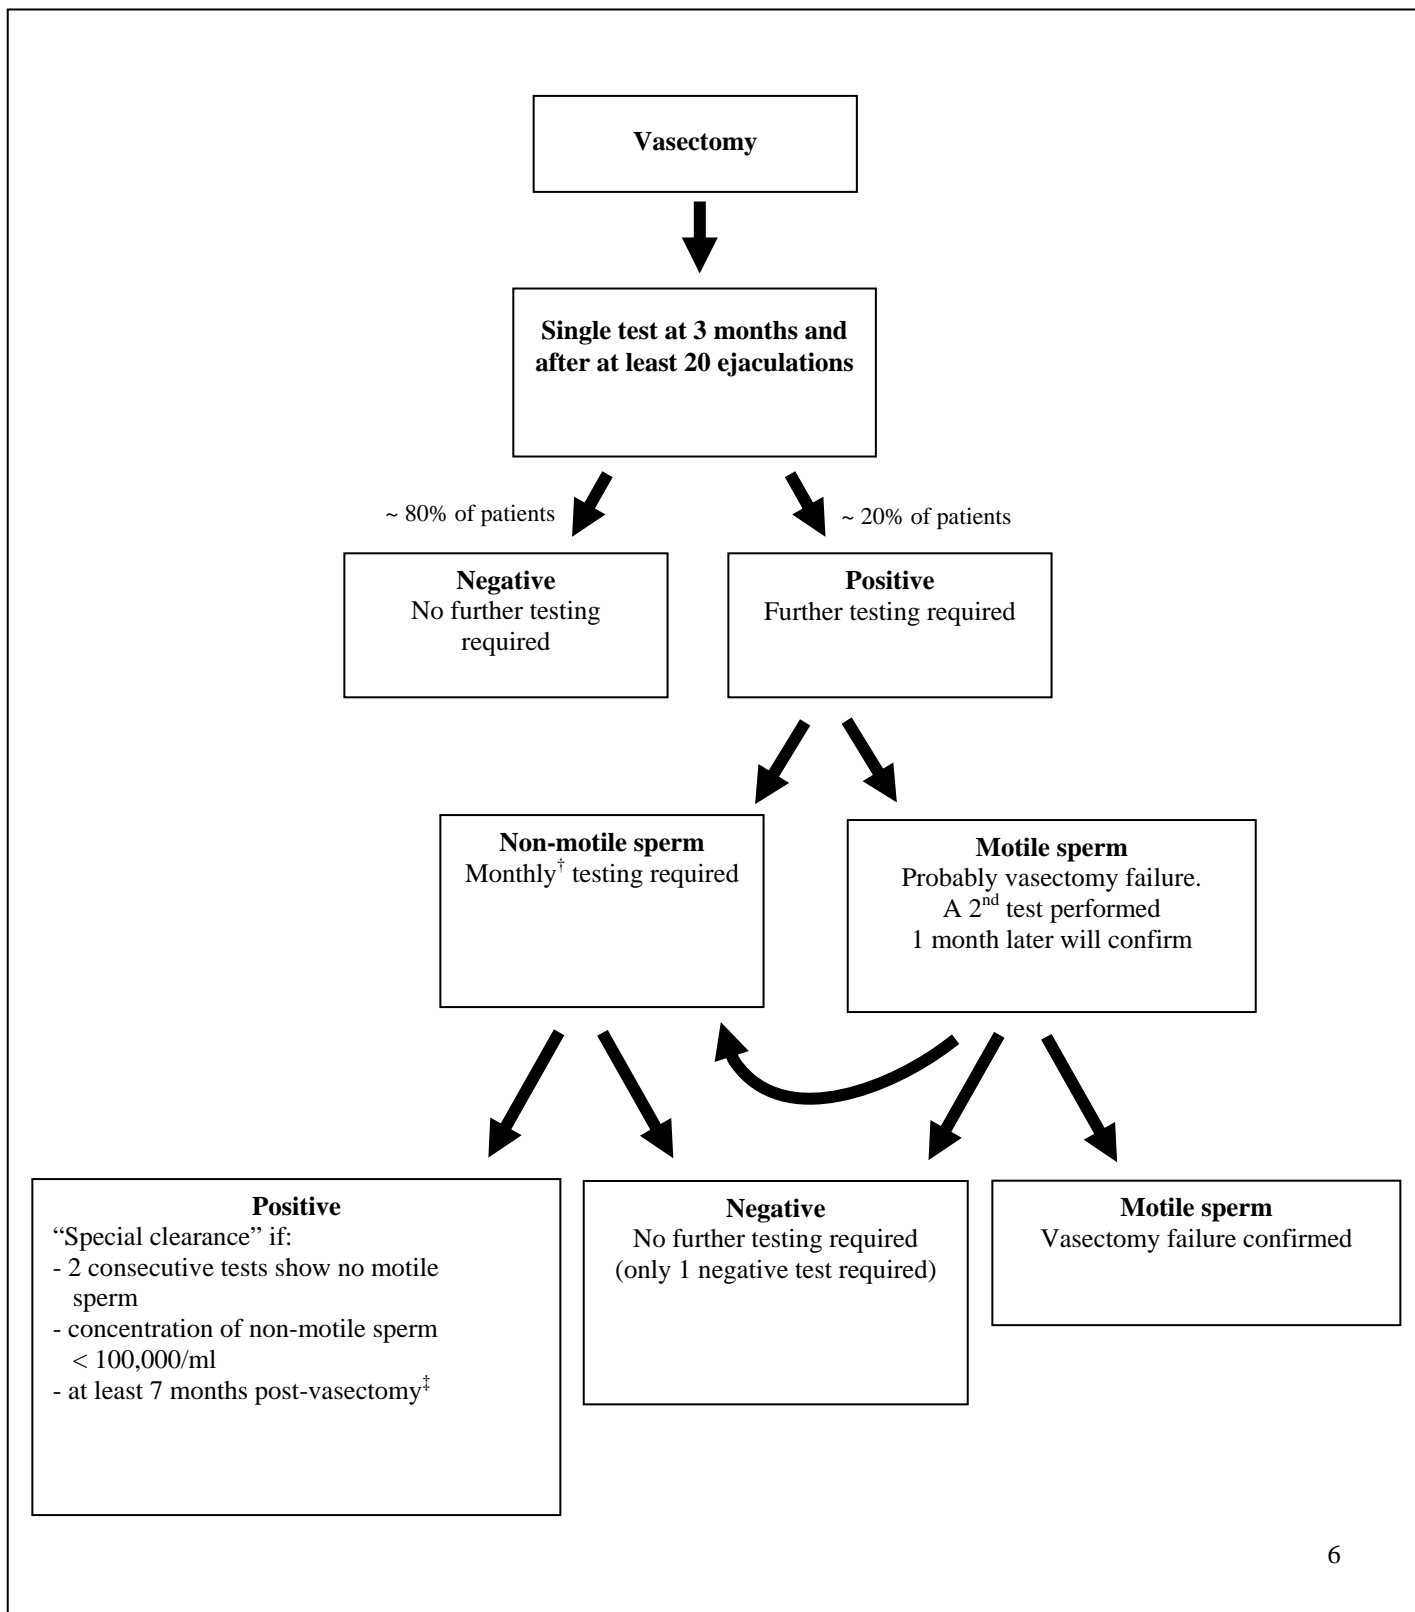 Vasectomy
Single test at 3 months and
after at least 20 ejaculations
~ 80% of patients
~ 20% of patients
Negative
No further testing
required
Positive
Further testing required
Non-motile sperm
Monthly† testing required
Motile sperm
Probably vasectomy failure.
A 2nd test performed
1 month later will confirm
Positive
“Special clearance” if:
- 2 consecutive tests show no motile
sperm
- concentration of non-motile sperm
< 100,000/ml
- at least 7 months post-vasectomy‡
Negative
No further testing required
(only 1 negative test required)
Motile sperm
Vasectomy failure confirmed
6